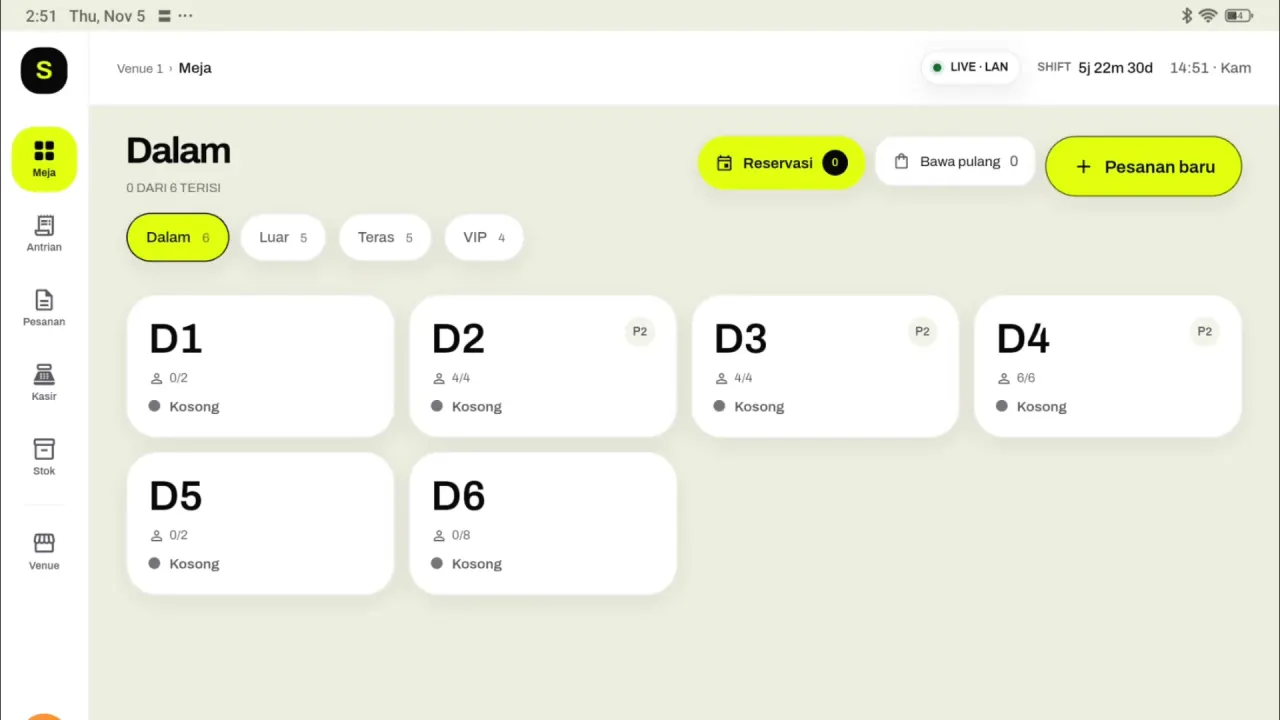 2:51 Thu, Nov 5
4
S
Venue 1 › Meja
LIVE · LAN
SHIFT 5j 22m 30d
14:51 · Kam
Meja
Antrian
Pesanan
Kasir
Stok
Venue
Dalam
0 DARI 6 TERISI
Reservasi 0
Bawa pulang 0
+ Pesanan baru
Dalam 6
Luar 5
Teras 5
VIP 4
D1
0/2
Kosong
D2
P2
4/4
Kosong
D3
P2
4/4
Kosong
D4
P2
6/6
Kosong
D5
0/2
Kosong
D6
0/8
Kosong